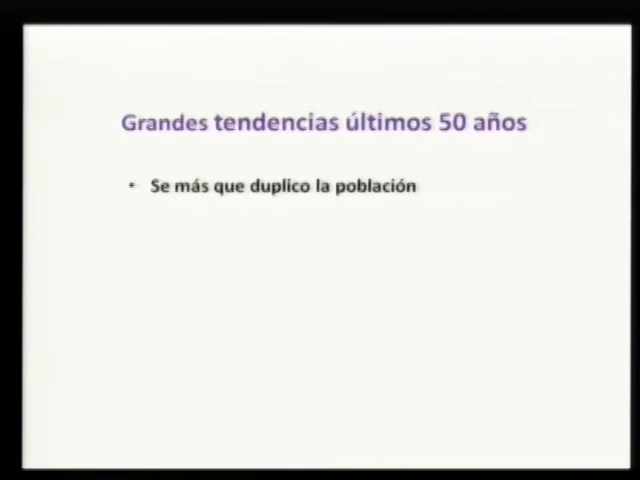 Grandes tendencias últimos 50 años
• Se más que duplico la población